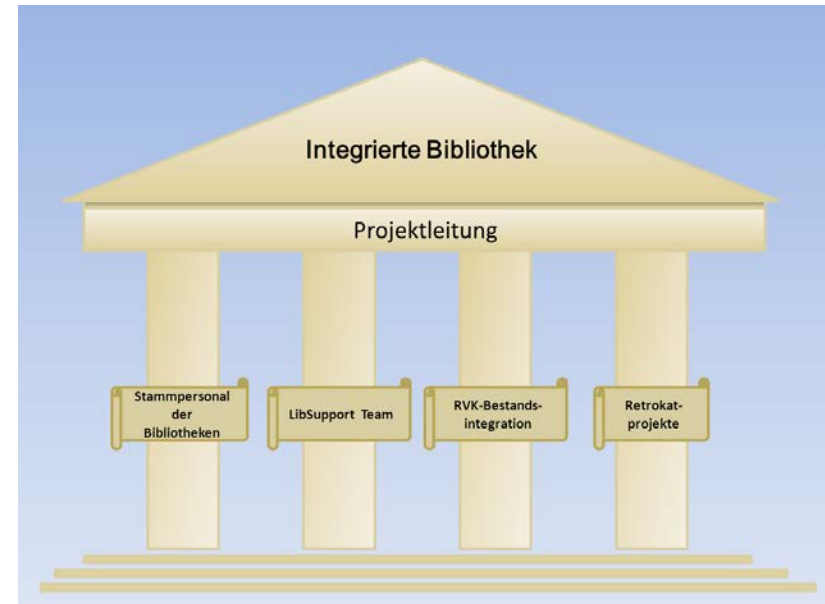 Integrierte Bibliothek
Projektleitung
Stammpersonal
der
Bibliotheken
LibSupport Team
RVK-Bestands-
integration
Retrokat-
projekte